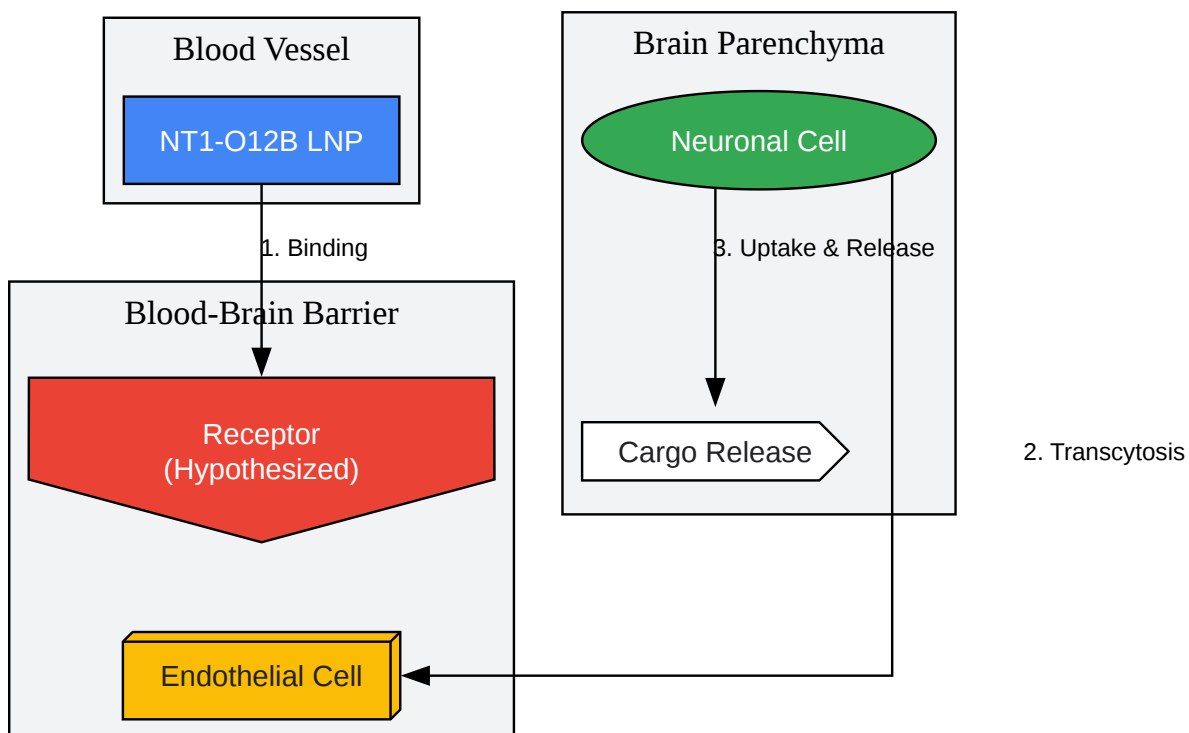 Blood Vessel
NT1-O12B LNP
1. Binding
Blood-Brain Barrier
Receptor
(Hypothesized)
Endothelial Cell
Brain Parenchyma
Neuronal Cell
3. Uptake & Release
Cargo Release
2. Transcytosis